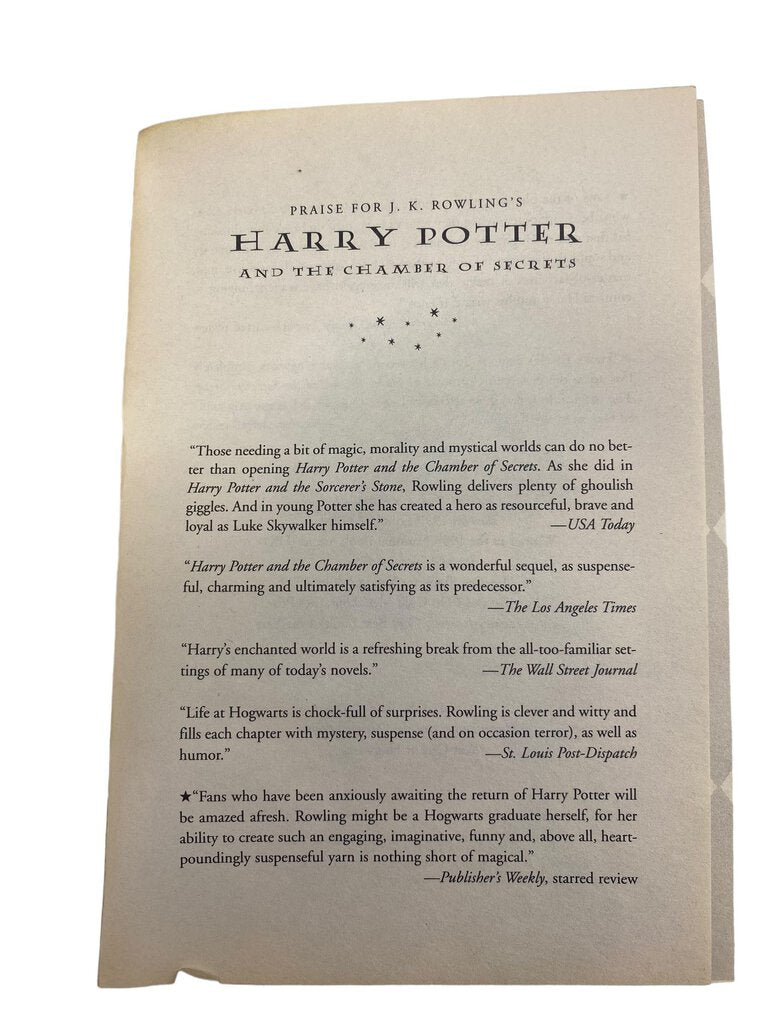 PRAISE FOR J. K. ROWLING'S
HARRY POTTER
AND THE CHAMBER OF SECRETS
“Those needing a bit of magic, morality and mystical worlds can do no bet-
ter than opening Harry Potter and the Chamber of Secrets. As she did in
Harry Potter and the Sorcerer's Stone, Rowling delivers plenty of ghoulish
giggles. And in young Potter she has created a hero as resourceful, brave and
loyal as Luke Skywalker himself.” —USA Today
“Harry Potter and the Chamber of Secrets is a wonderful sequel, as suspense-
ful, charming and ultimately satisfying as its predecessor.”
—The Los Angeles Times
“Harry's enchanted world is a refreshing break from the all-too-familiar set-
tings of many of today's novels.” —The Wall Street Journal
“Life at Hogwarts is chock-full of surprises. Rowling is clever and witty and
fills each chapter with mystery, suspense (and on occasion terror), as well as
humor.” —St. Louis Post-Dispatch
★“Fans who have been anxiously awaiting the return of Harry Potter will
be amazed afresh. Rowling might be a Hogwarts graduate herself, for her
ability to create such an engaging, imaginative, funny and, above all, heart-
poundingly suspenseful yarn is nothing short of magical.”
—Publisher's Weekly, starred review